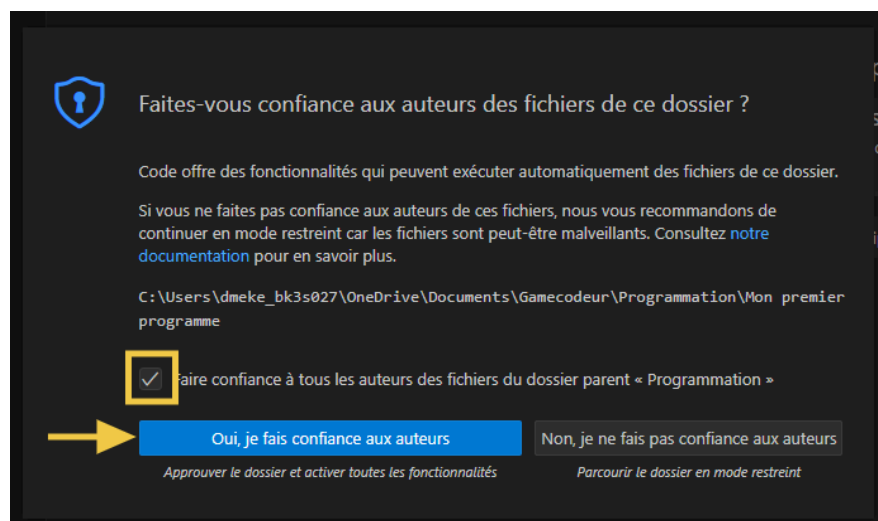 Faites-vous confiance aux auteurs des fichiers de ce dossier ?
Code offre des fonctionnalités qui peuvent exécuter automatiquement des fichiers de ce dossier.
Si vous ne faites pas confiance aux auteurs de ces fichiers, nous vous recommandons de
continuer en mode restreint car les fichiers sont peut-être malveillants. Consultez notre
documentation pour en savoir plus.
C:\Users\dmeke_bk3s027\OneDrive\Documents\Gamecodeur\Programmation\Mon premier
programme
Faire confiance à tous les auteurs des fichiers du dossier parent « Programmation »
Oui, je fais confiance aux auteurs
Non, je ne fais pas confiance aux auteurs
Approuver le dossier et activer toutes les fonctionnalités
Parcourir le dossier en mode restreint